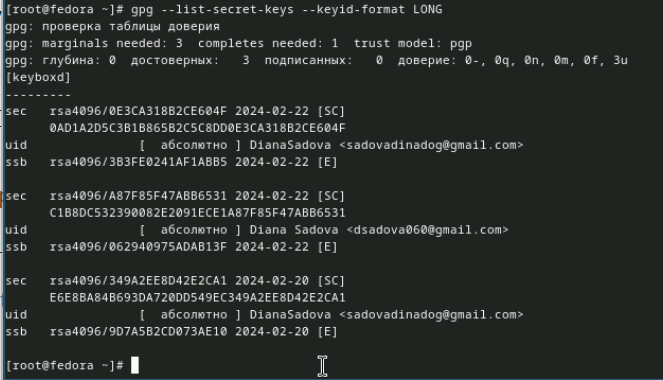 [root@fedora ~]# gpg --list-secret-keys --keyid-format LONG
gpg: проверка таблицы доверия
gpg: marginals needed: 3  completes needed: 1  trust model: pgp
gpg: глубина: 0  достоверных:   3  подписанных:   0  доверие: 0-, 0q, 0n, 0m, 0f, 3u
[keyboxd]
---------
sec   rsa4096/0E3CA318B2CE604F 2024-02-22 [SC]
      0AD1A2D5C3B1B865B2C5C8DD0E3CA318B2CE604F
uid              [  абсолютно ] DianaSadova <sadovadinadog@gmail.com>
ssb   rsa4096/3B3FE0241AF1ABB5 2024-02-22 [E]

sec   rsa4096/A87F85F47ABB6531 2024-02-22 [SC]
      C1B8DC532390082E2091ECE1A87F85F47ABB6531
uid              [  абсолютно ] Diana Sadova <dsadova060@gmail.com>
ssb   rsa4096/062940975ADAB13F 2024-02-22 [E]

sec   rsa4096/349A2EE8D42E2CA1 2024-02-20 [SC]
      E6E8BA84B693DA720DD549EC349A2EE8D42E2CA1
uid              [  абсолютно ] DianaSadova <sadovadinadog@gmail.com>
ssb   rsa4096/9D7A5B2CD073AE10 2024-02-20 [E]

[root@fedora ~]#